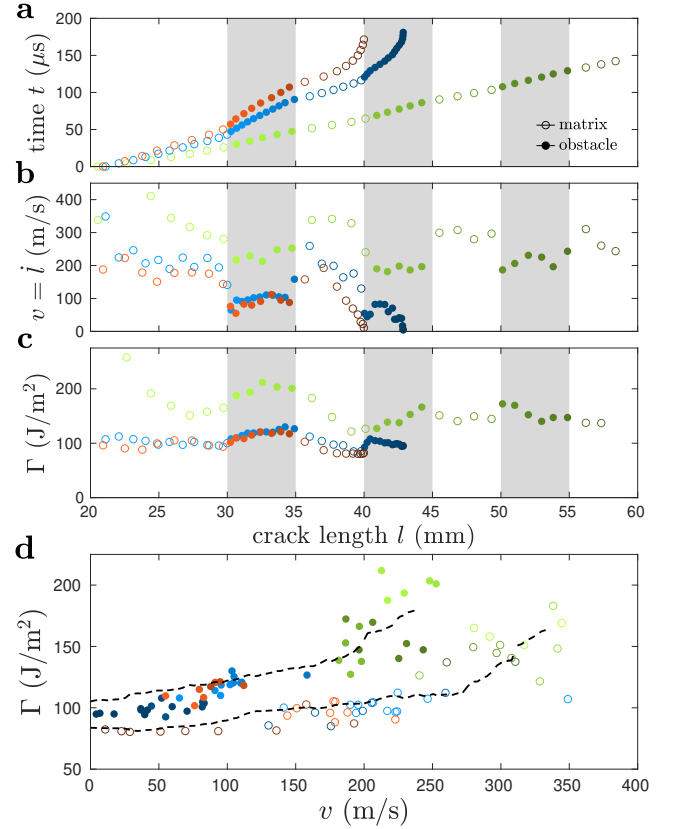 a
200
150
100
50
0
time t (μs)
matrix
obstacle
b
400
300
200
100
0
v = l̇ (m/s)
c
200
100
0
Γ (J/m²)
20 25 30 35 40 45 50 55 60
crack length l (mm)
d
200
150
100
50
Γ (J/m²)
0 50 100 150 200 250 300 350 400
v (m/s)